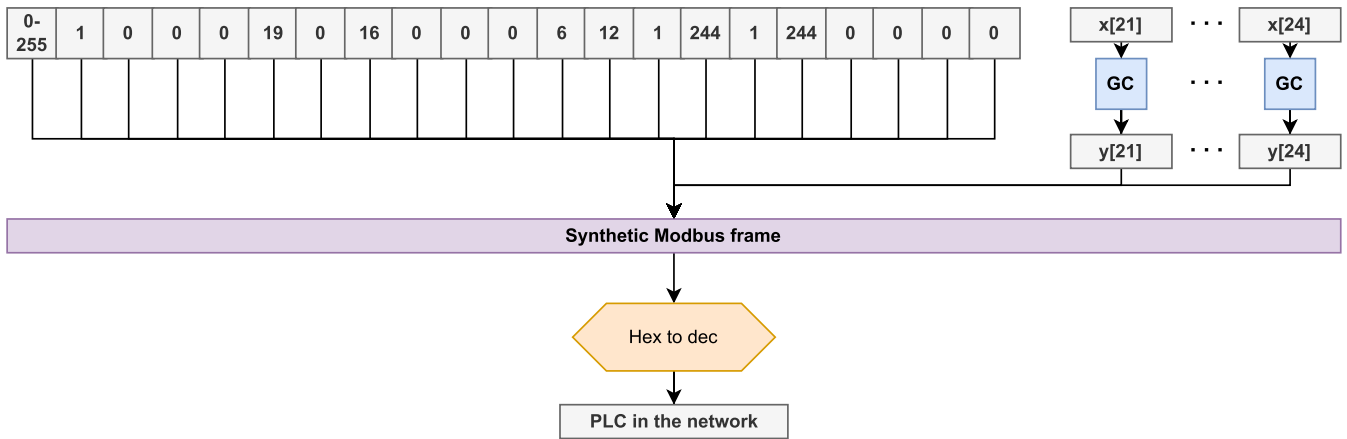 0-
255 1 0 0 0 19 0 16 0 0 0 6 12 1 244 1 244 0 0 0 0
x[21] · · · x[24]
GC · · · GC
y[21] · · · y[24]
Synthetic Modbus frame
Hex to dec
PLC in the network